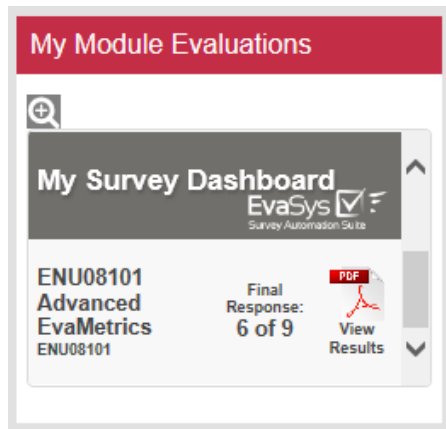 My Module Evaluations
My Survey Dashboard
EvaSys
Survey Automation Suite
ENU08101
Advanced
EvaMetrics
ENU08101
Final
Response:
6 of 9
PDF
View
Results